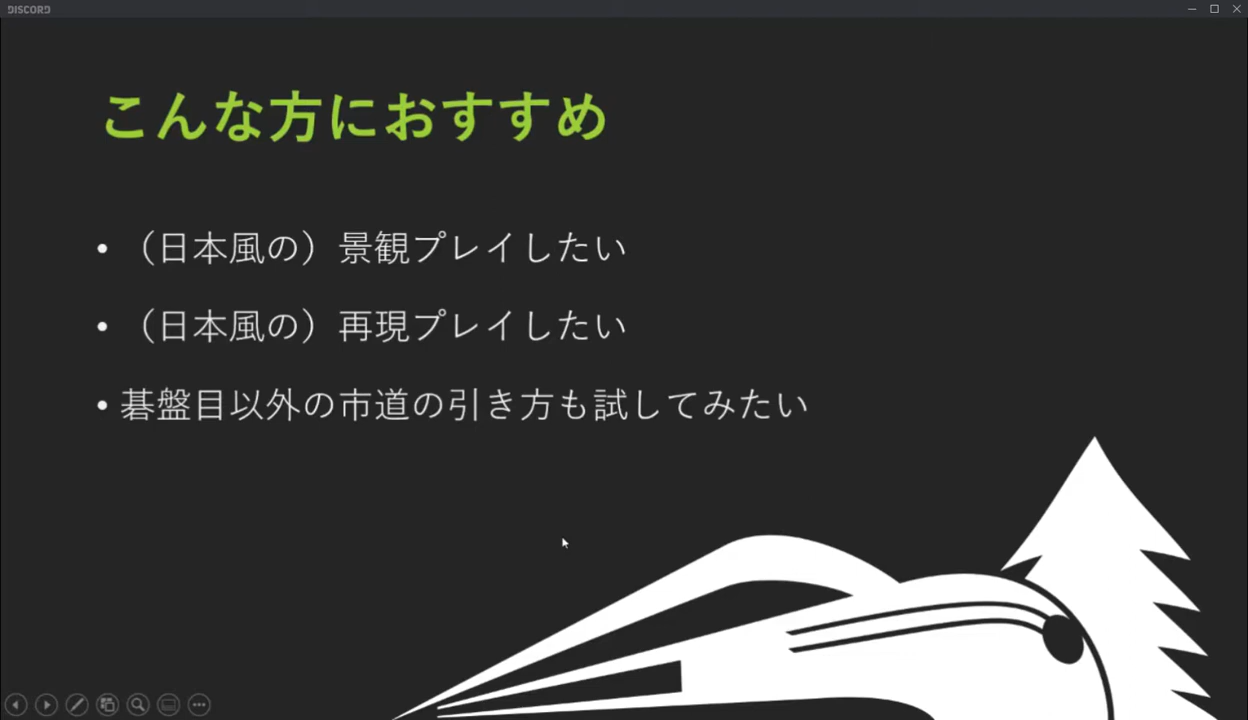 DISCORD
こんな方におすすめ
• （日本風の）景観プレイしたい
• （日本風の）再現プレイしたい
• 碁盤目以外の市道の引き方も試してみたい